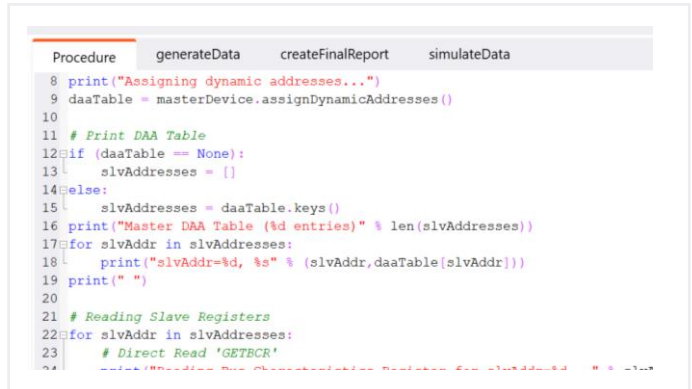 Procedure generateData createFinalReport simulateData
8 print("Assigning dynamic addresses...")
9 daaTable = masterDevice.assignDynamicAddresses()
10
11 # Print DAA Table
12 if (daaTable == None):
13 slvAddresses = []
14 else:
15 slvAddresses = daaTable.keys()
16 print("Master DAA Table (%d entries)" % len(slvAddresses))
17 for slvAddr in slvAddresses:
18 print("slvAddr=%d, %s" % (slvAddr,daaTable[slvAddr]))
19 print(" ")
20
21 # Reading Slave Registers
22 for slvAddr in slvAddresses:
23 # Direct Read 'GETBCR'